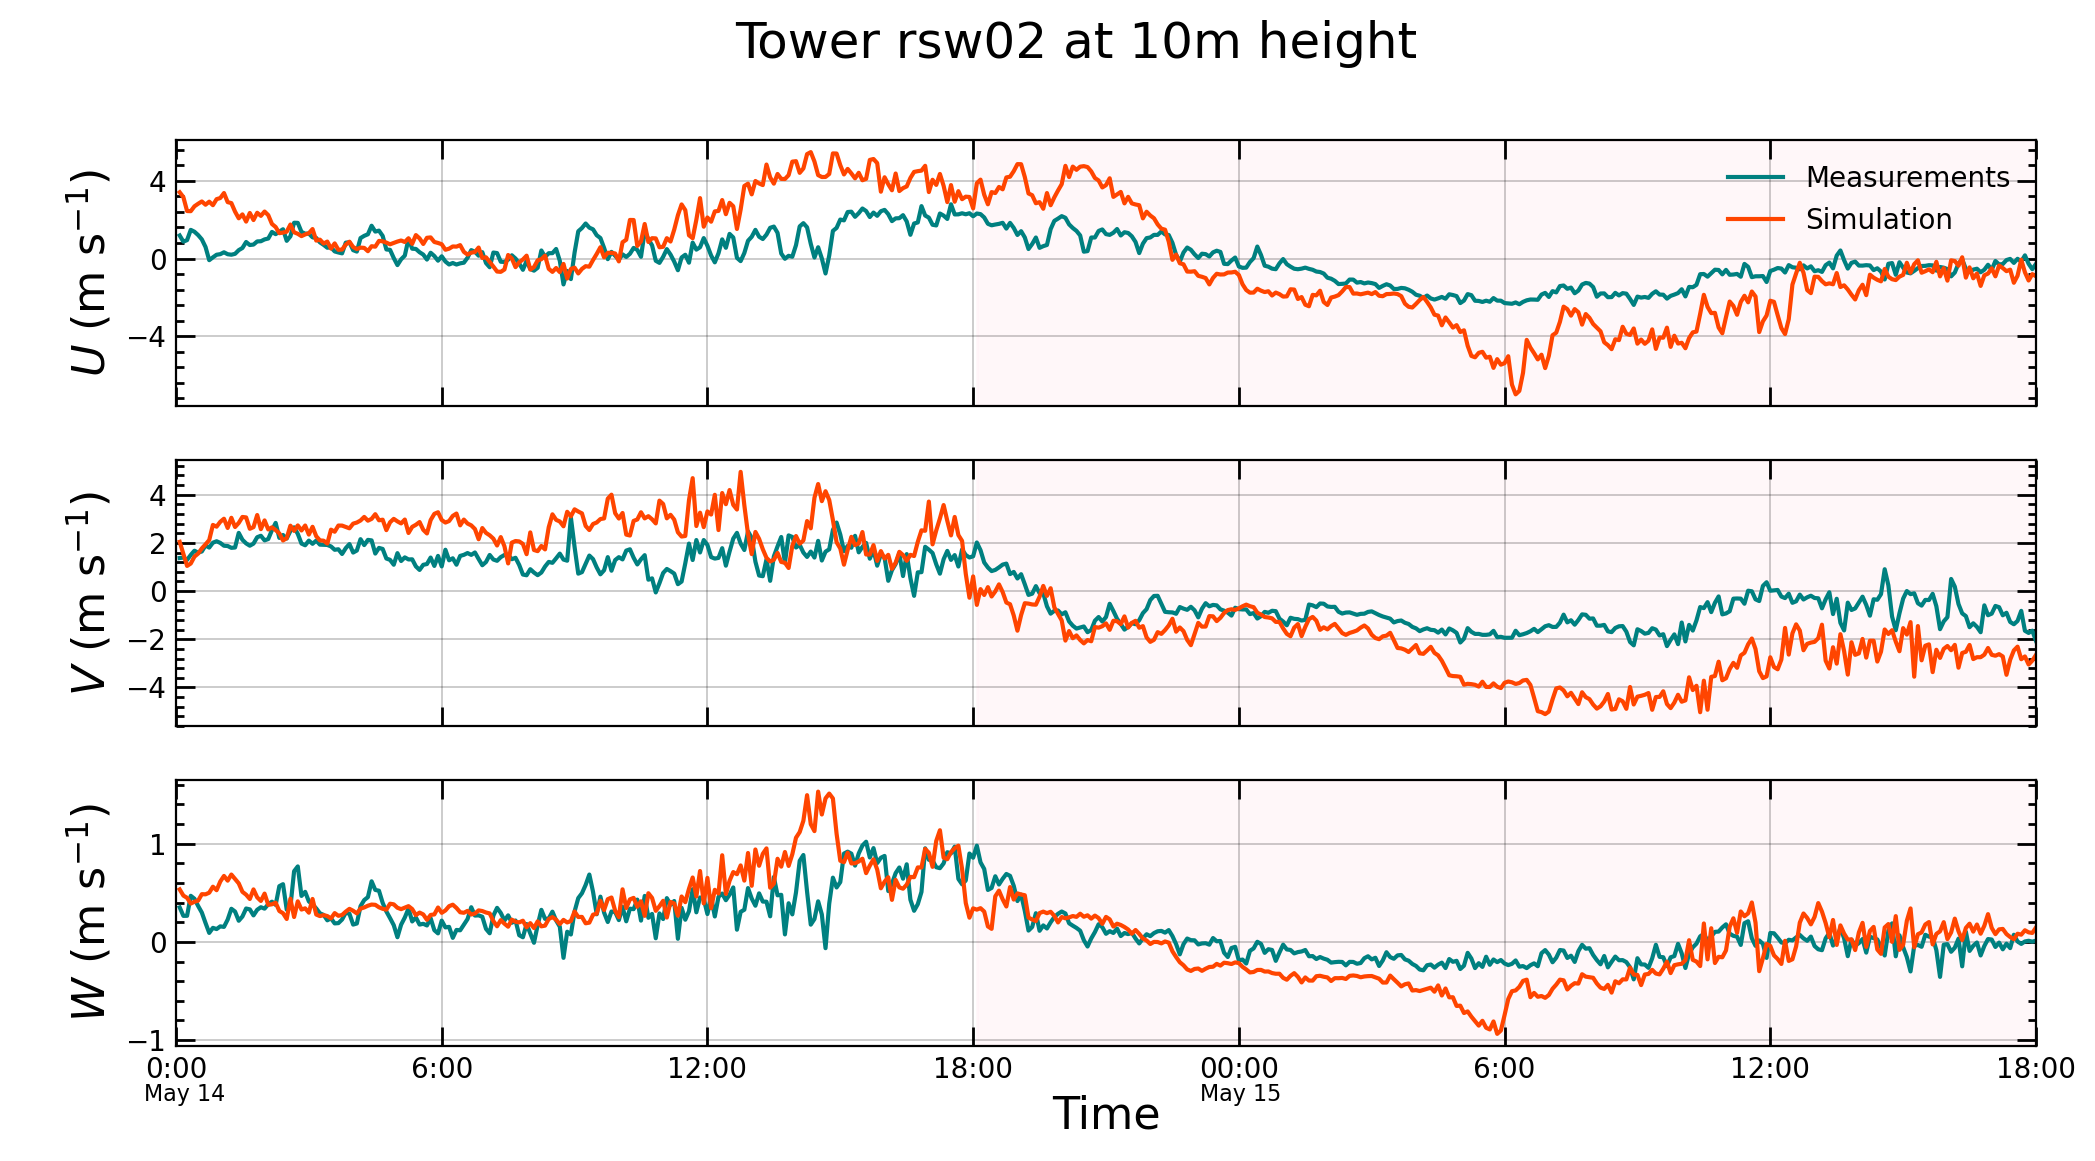 Tower rsw02 at 10m height
U (m s⁻¹)
4
0
−4
Measurements
Simulation
V (m s⁻¹)
4
2
0
−2
−4
W (m s⁻¹)
1
0
−1
0:00 6:00 12:00 18:00 00:00 6:00 12:00 18:00
May 14 May 15
Time